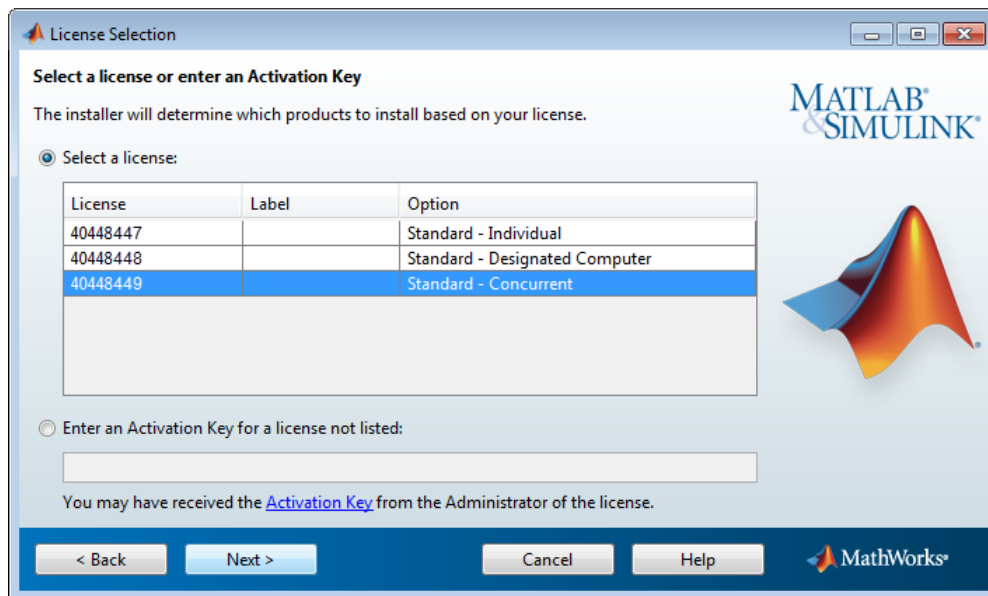 License Selection
Select a license or enter an Activation Key
The installer will determine which products to install based on your license.
MATLAB®
&SIMULINK®
Select a license:
License Label Option
40448447 Standard - Individual
40448448 Standard - Designated Computer
40448449 Standard - Concurrent
Enter an Activation Key for a license not listed:
You may have received the Activation Key from the Administrator of the license.
< Back Next > Cancel Help MathWorks®